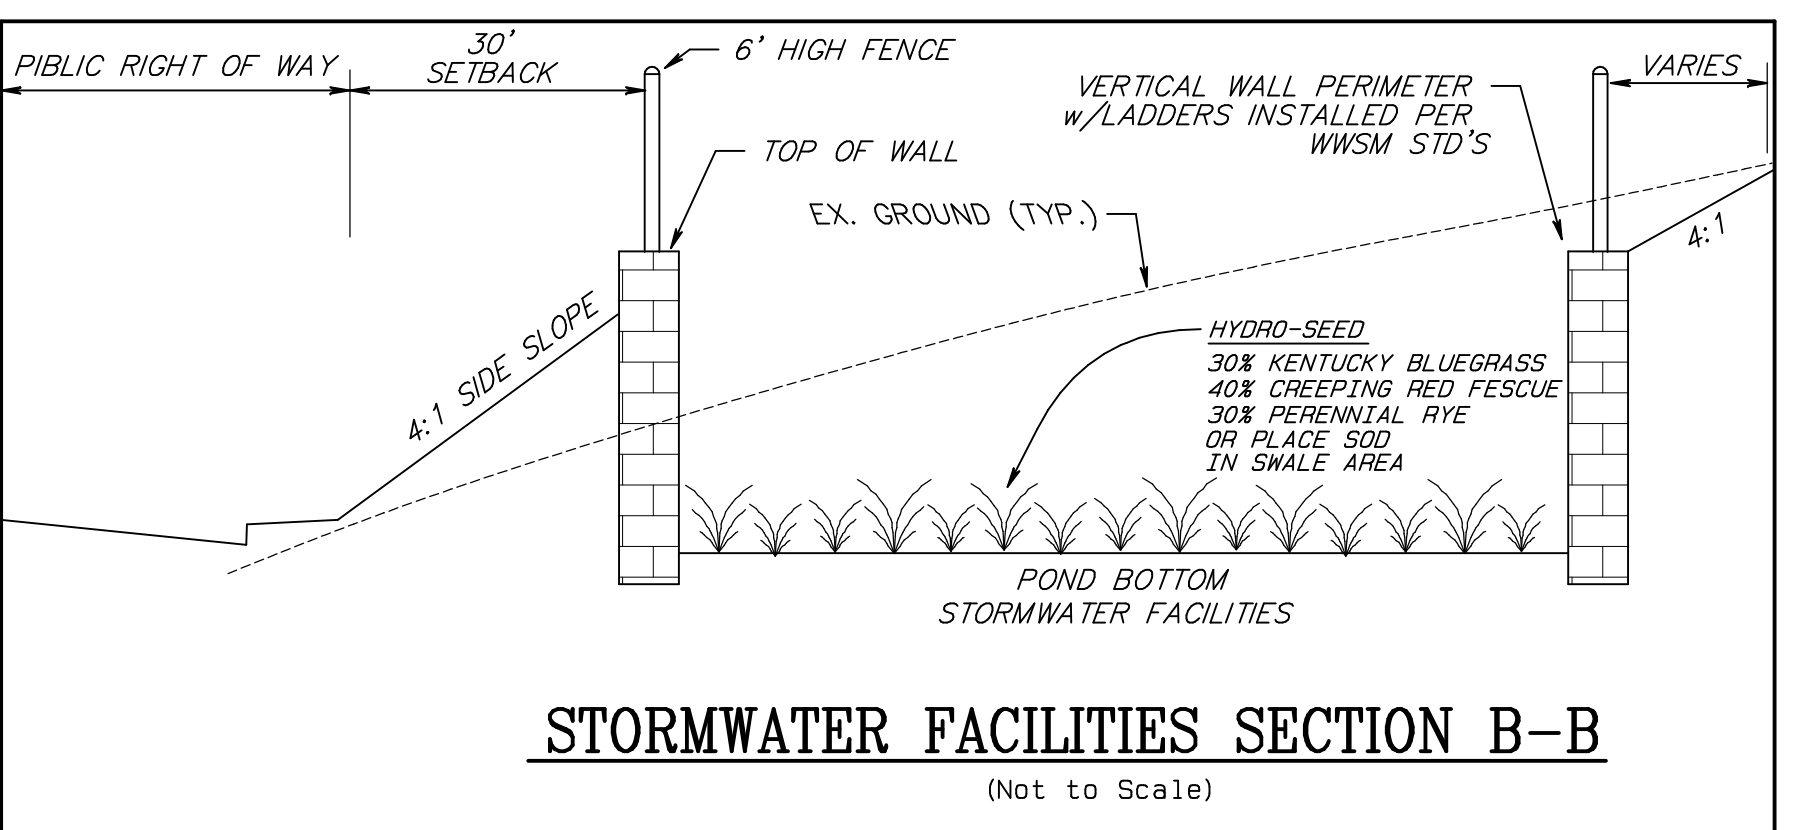 PIBLIC RIGHT OF WAY
30'
SETBACK
6' HIGH FENCE
TOP OF WALL
VERTICAL WALL PERIMETER
w/LADDERS INSTALLED PER
WWSM STD'S
VARIES
EX. GROUND (TYP.)
4:1
4:1 SIDE SLOPE
HYDRO-SEED
30% KENTUCKY BLUEGRASS
40% CREEPING RED FESCUE
30% PERENNIAL RYE
OR PLACE SOD
IN SWALE AREA
POND BOTTOM
STORMWATER FACILITIES
STORMWATER FACILITIES SECTION B-B
(Not to Scale)